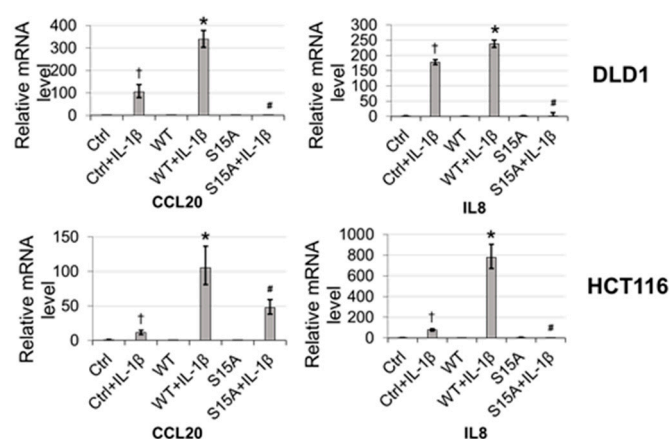 Relative mRNA
level
400
300
200
100
0
†
*
#
Ctrl
Ctrl+IL-1β
WT
WT+IL-1β
S15A
S15A+IL-1β
CCL20
Relative mRNA
level
300
250
200
150
100
50
0
†
*
#
Ctrl
Ctrl+IL-1β
WT
WT+IL-1β
S15A
S15A+IL-1β
IL8
DLD1
Relative mRNA
level
150
100
50
0
†
*
#
Ctrl
Ctrl+IL-1β
WT
WT+IL-1β
S15A
S15A+IL-1β
CCL20
Relative mRNA
level
1000
800
600
400
200
0
†
*
#
Ctrl
Ctrl+IL-1β
WT
WT+IL-1β
S15A
S15A+IL-1β
IL8
HCT116